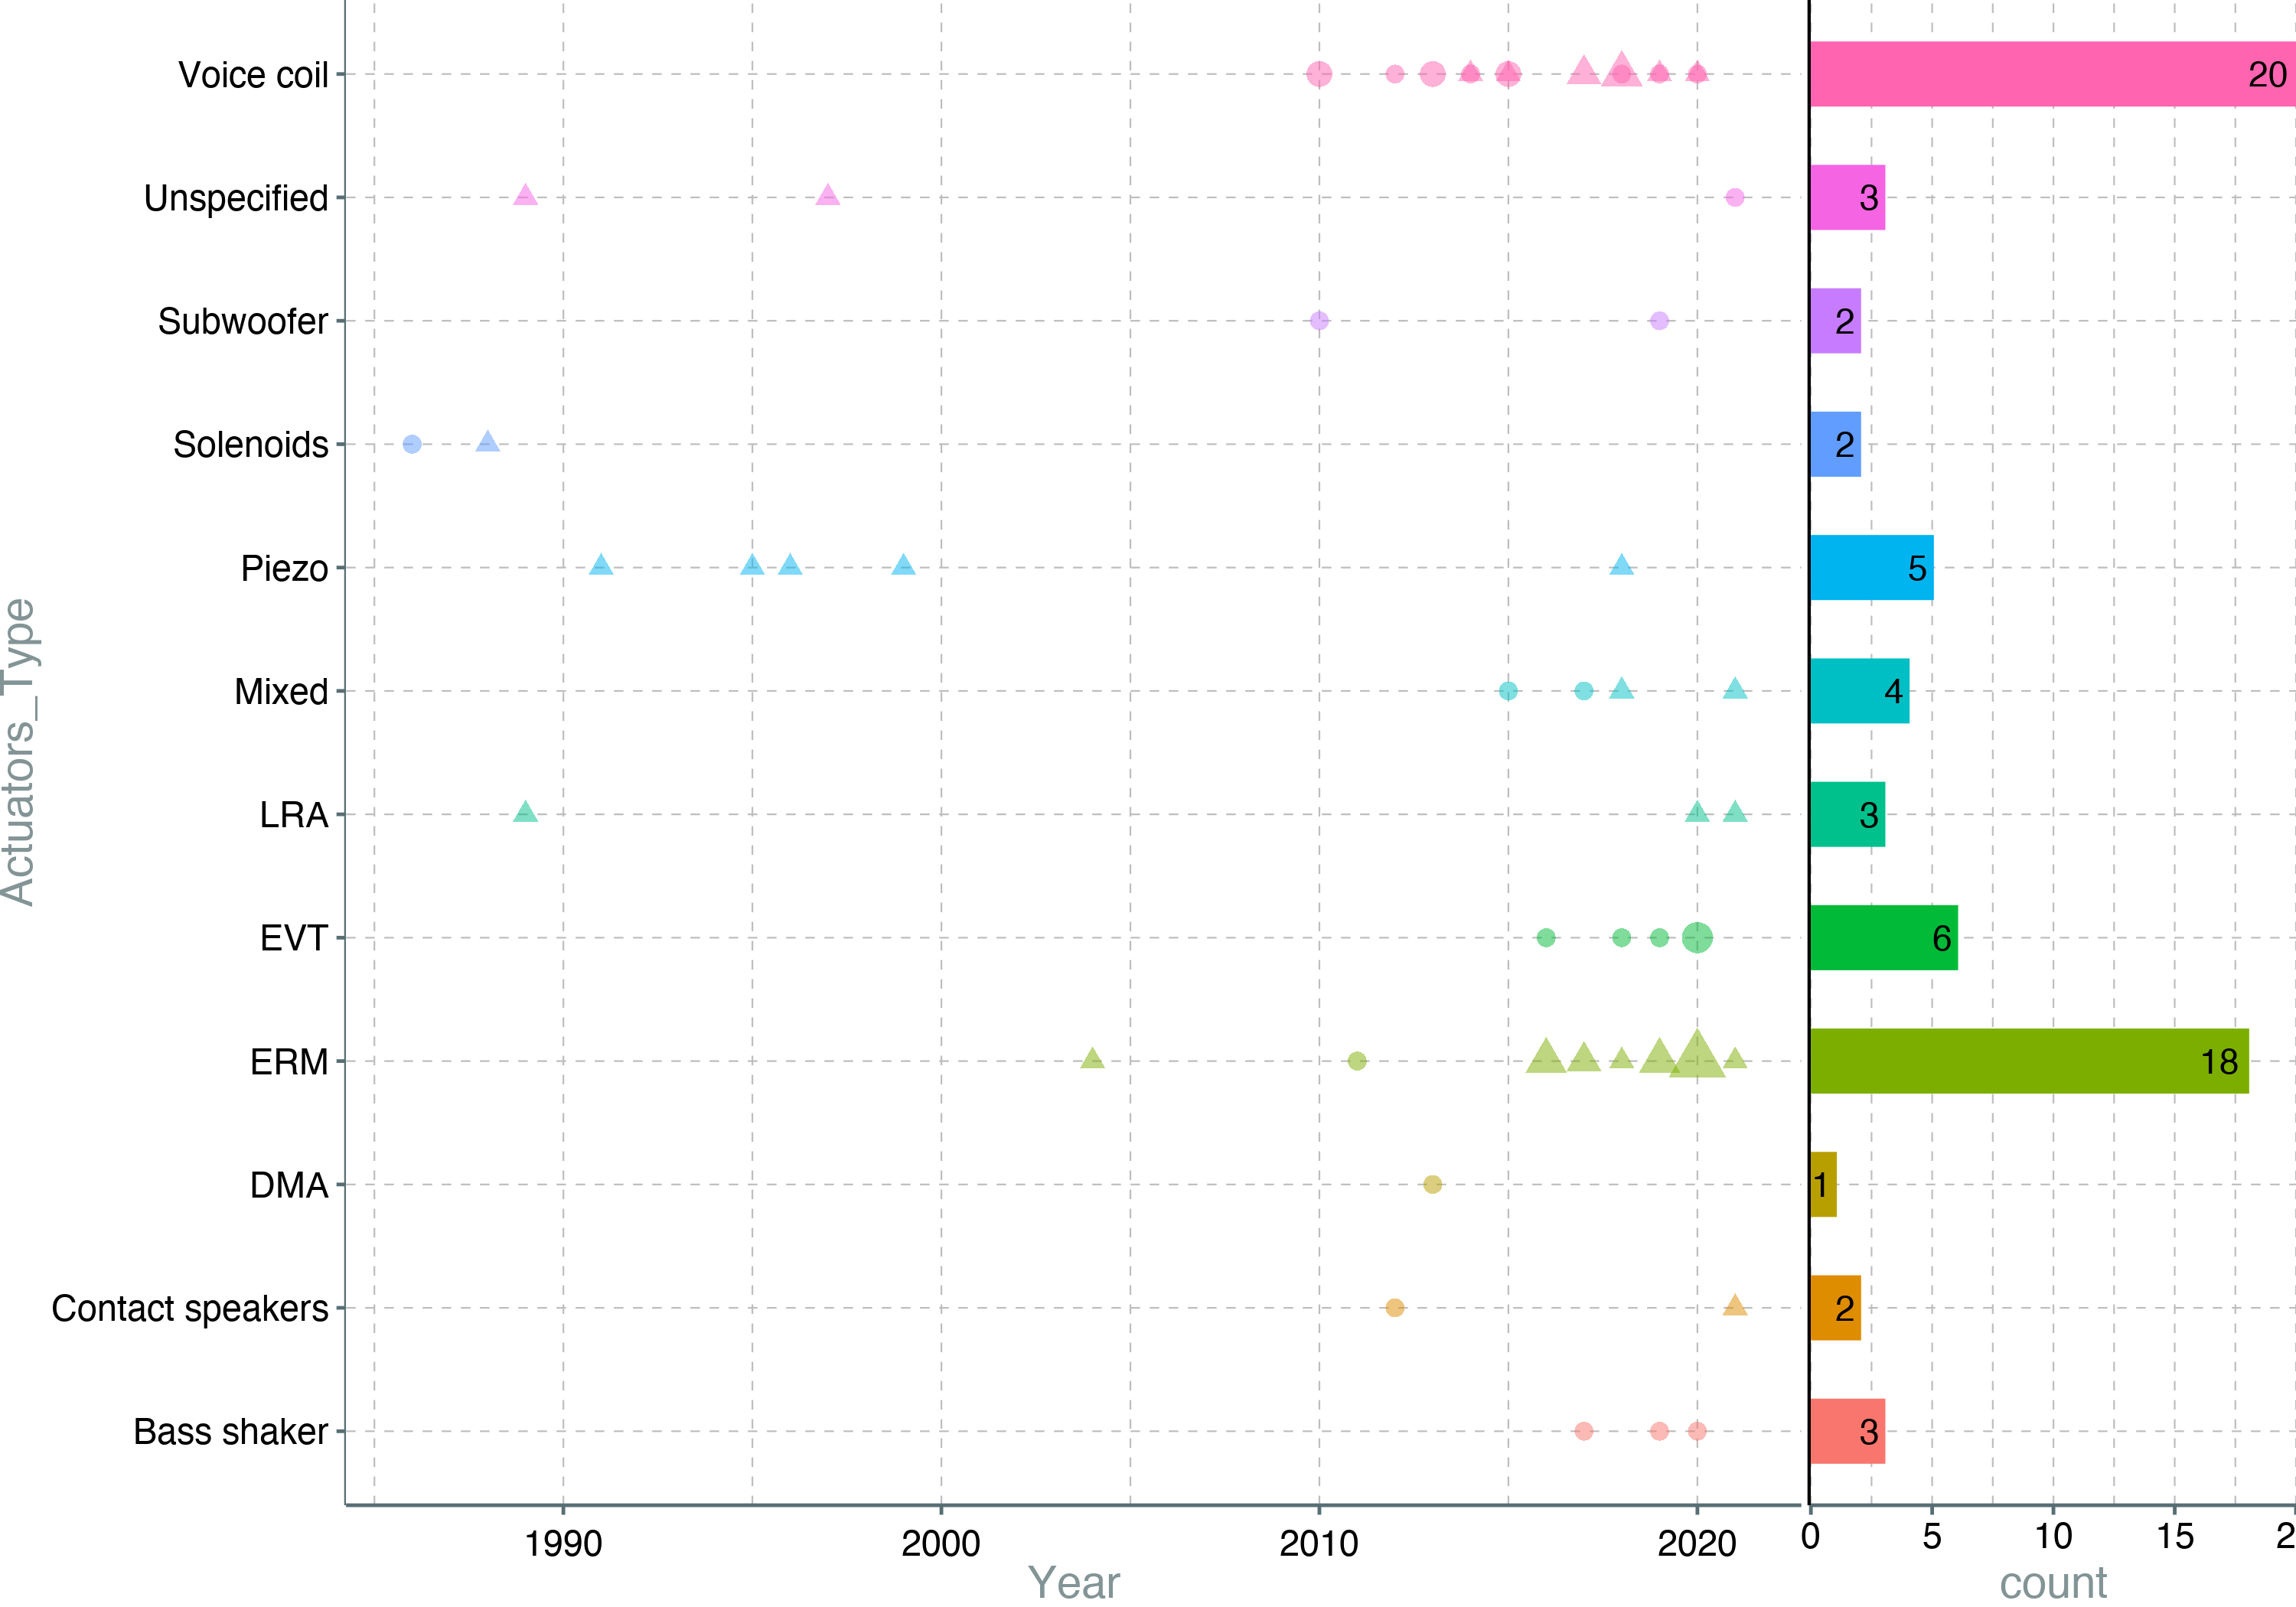 Voice coil 20
Unspecified 3
Subwoofer 2
Solenoids 2
Piezo 5
Mixed 4
LRA 3
EVT 6
ERM 18
DMA 1
Contact speakers 2
Bass shaker 3
Actuators_Type
1990 2000 2010 2020 0 5 10 15 2
Year count